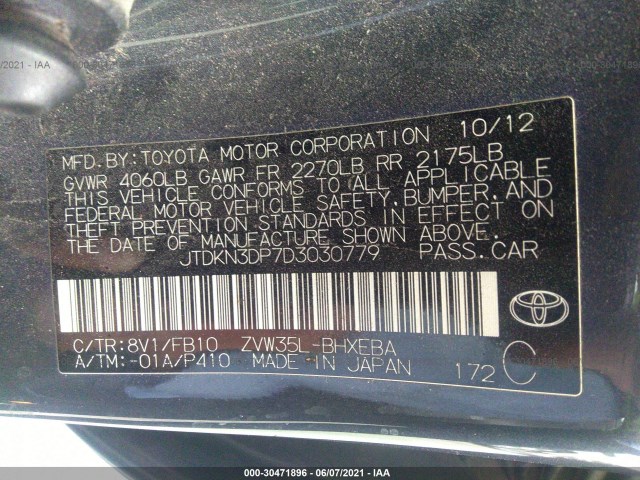 MFD. BY: TOYOTA MOTOR CORPORATION 10/12
GVWR 4060LB GAWR FR 2270LB RR 2175LB
THIS VEHICLE CONFORMS TO ALL APPLICABLE
FEDERAL MOTOR VEHICLE SAFETY, BUMPER, AND
THEFT PREVENTION STANDARDS IN EFFECT ON
THE DATE OF MANUFACTURE SHOWN ABOVE.
JTDKN3DP7D3030779 PASS. CAR
C/TR: 8V1/FB10 ZVW35L-BHXEBA
A/TM: -01A/P410 MADE IN JAPAN 172 C
TOYOTA
000-30471896 - 06/07/2021 - IAA